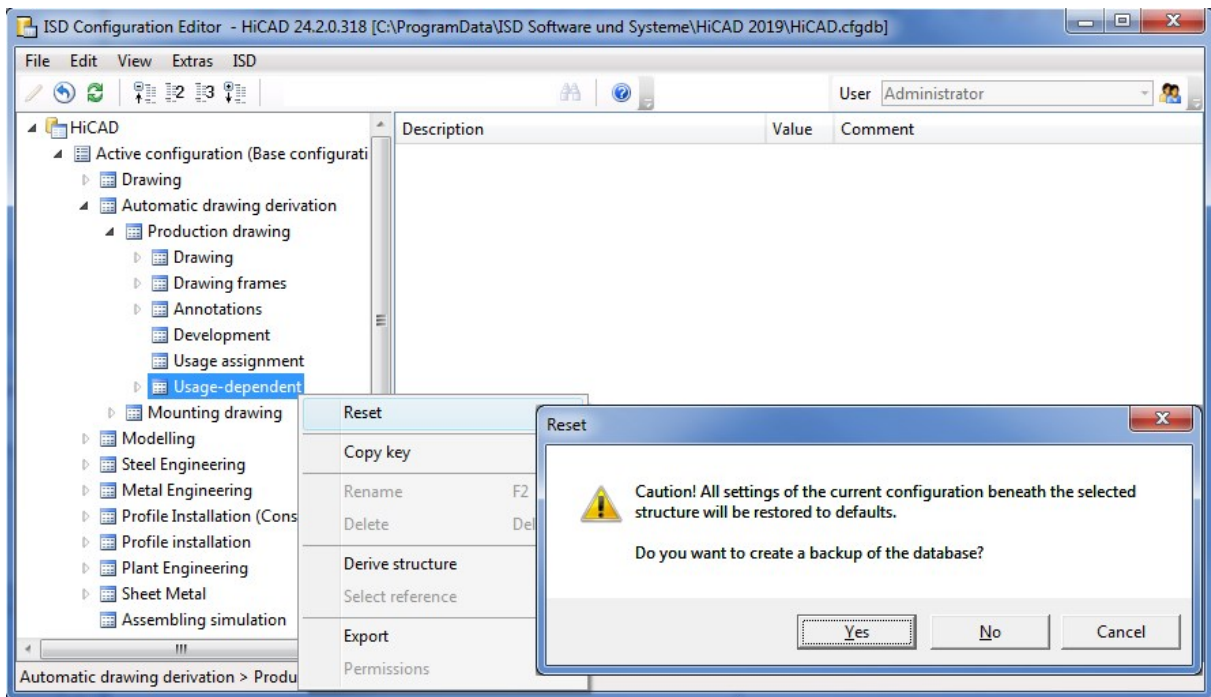 ISD Configuration Editor - HiCAD 24.2.0.318 [C:\ProgramData\ISD Software und Systeme\HiCAD 2019\HiCAD.cfgdb]
File Edit View Extras ISD
2 3 User Administrator
HiCAD
Description Value Comment
Active configuration (Base configurati
Drawing
Automatic drawing derivation
Production drawing
Drawing
Drawing frames
Annotations
Development
Usage assignment
Usage-dependent
Mounting drawing
Modelling
Steel Engineering
Metal Engineering
Profile Installation (Cons
Profile installation
Plant Engineering
Sheet Metal
Assembling simulation
Automatic drawing derivation > Produ
Reset
Copy key
Rename F2
Delete Del
Derive structure
Select reference
Export
Permissions
Reset
Caution! All settings of the current configuration beneath the selected
structure will be restored to defaults.
Do you want to create a backup of the database?
Yes No Cancel